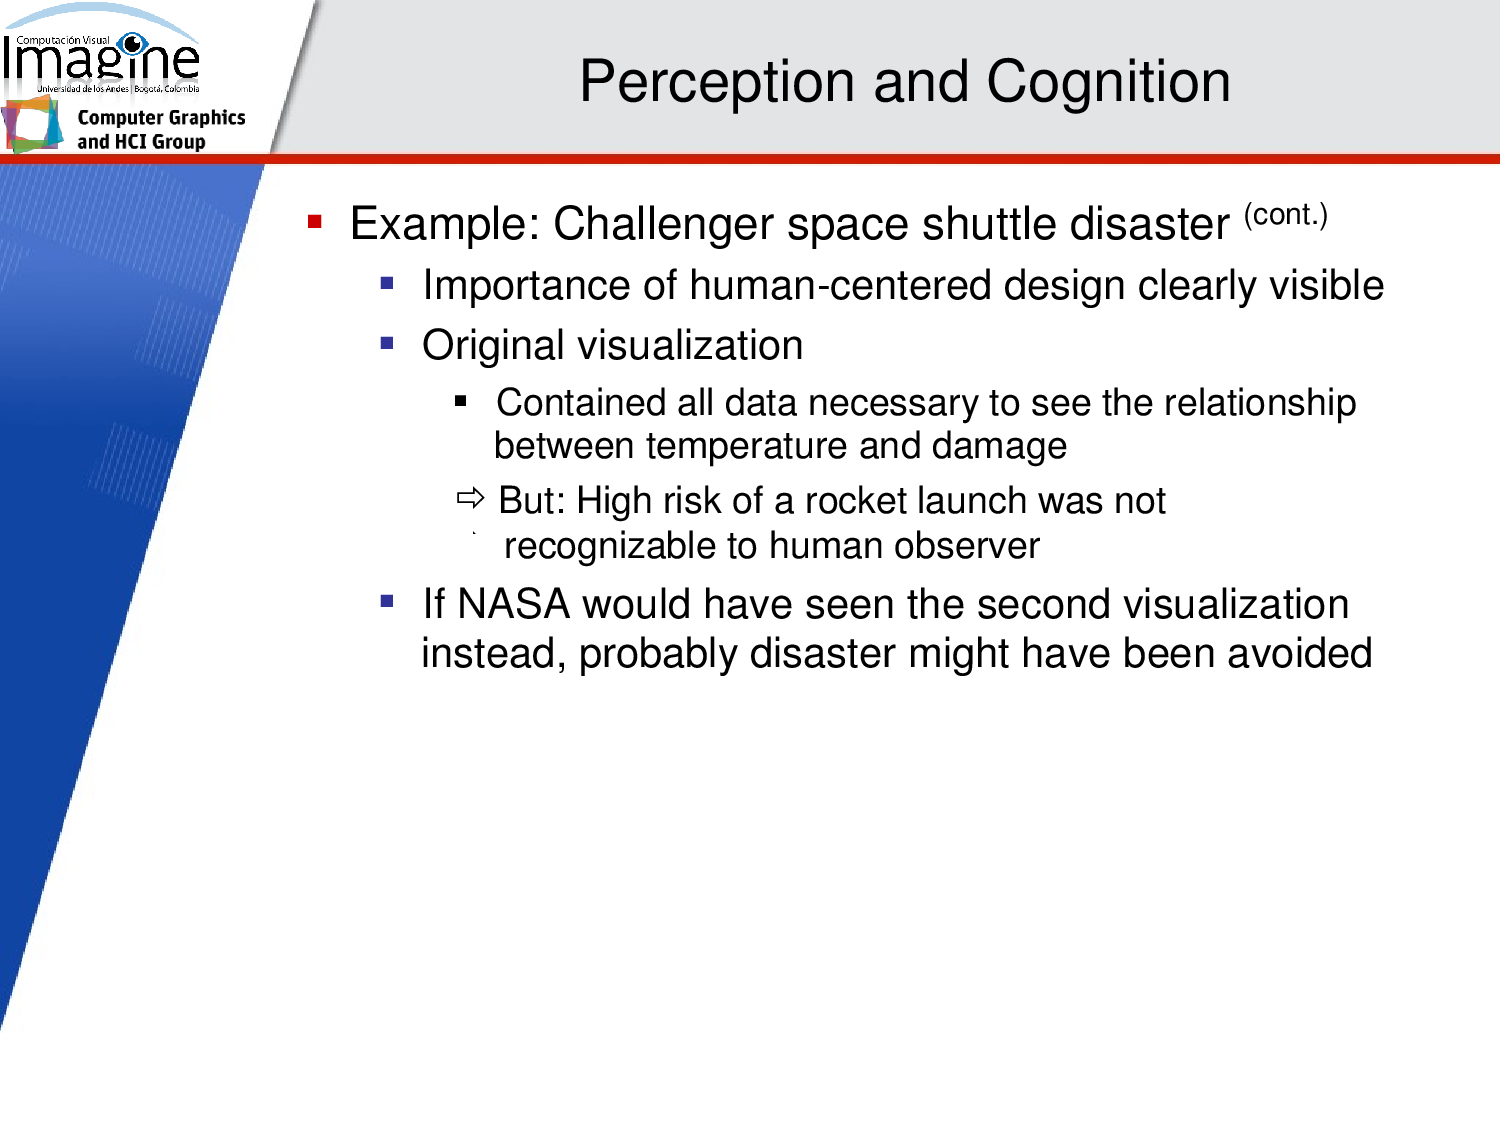 Computación Visual
Imagine
Universidad de los Andes | Bogotá, Colombia
Computer Graphics
and HCI Group
Perception and Cognition
Example: Challenger space shuttle disaster (cont.)
Importance of human-centered design clearly visible
Original visualization
Contained all data necessary to see the relationship
between temperature and damage
⇨ But: High risk of a rocket launch was not
recognizable to human observer
If NASA would have seen the second visualization
instead, probably disaster might have been avoided